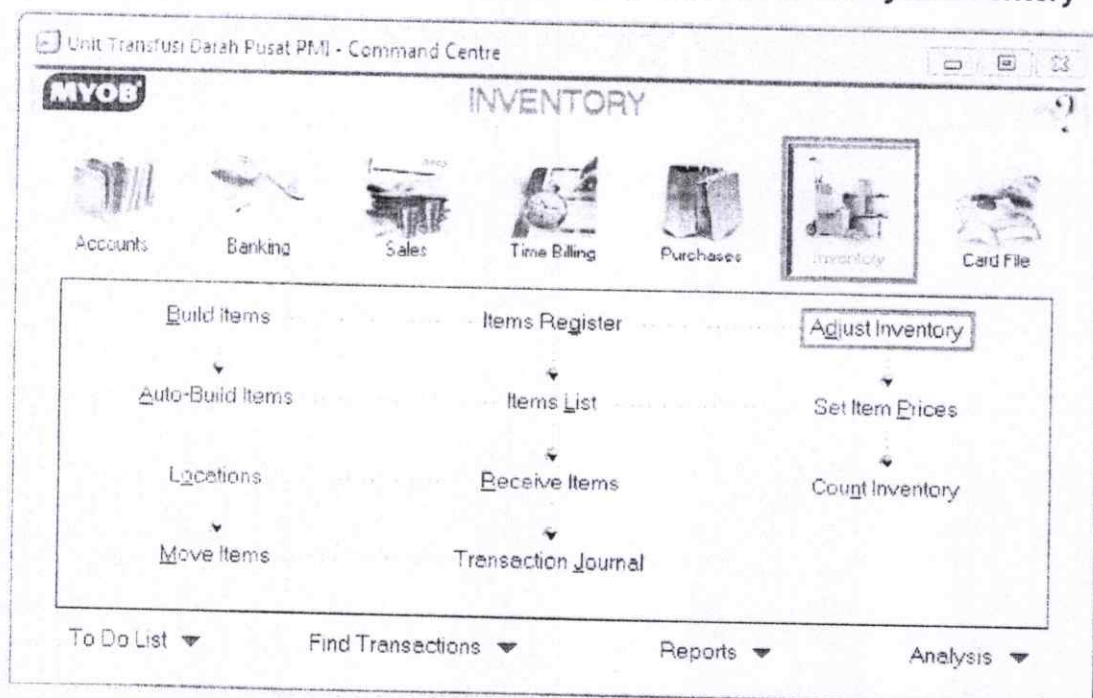 Unit Transfusi Darah Pusat PMI - Command Centre
MYOB
INVENTORY
?
Accounts Banking Sales Time Billing Purchases Inventory Card File
Build Items Items Register Adjust Inventory
Auto-Build Items Items List Set Item Prices
Locations Receive Items Count Inventory
Move Items Transaction Journal
To Do List Find Transactions Reports Analysis